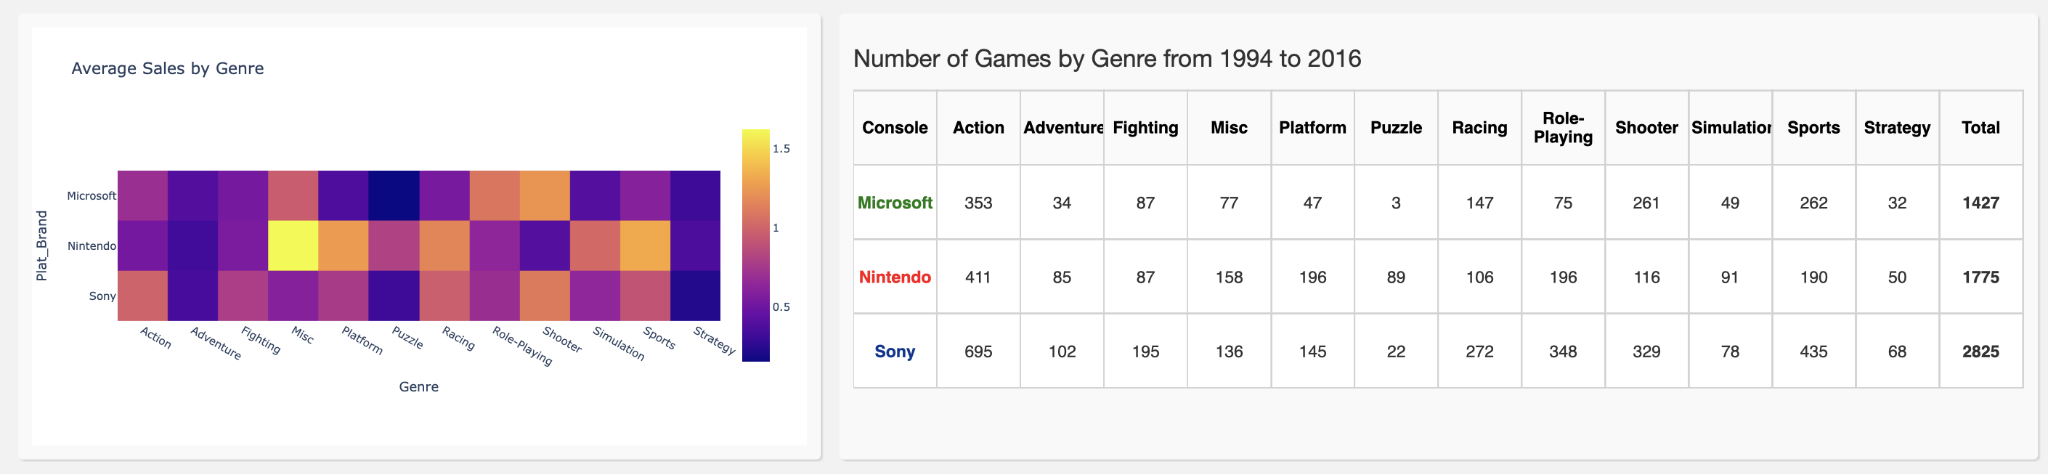 Average Sales by Genre
1.5
1
0.5
Plat_Brand
Microsoft
Nintendo
Sony
Action
Adventure
Fighting
Misc
Platform
Puzzle
Racing
Role-Playing
Shooter
Simulation
Sports
Strategy
Genre
Number of Games by Genre from 1994 to 2016
Console Action Adventure Fighting Misc Platform Puzzle Racing Role-Playing Shooter Simulation Sports Strategy Total
Microsoft 353 34 87 77 47 3 147 75 261 49 262 32 1427
Nintendo 411 85 87 158 196 89 106 196 116 91 190 50 1775
Sony 695 102 195 136 145 22 272 348 329 78 435 68 2825